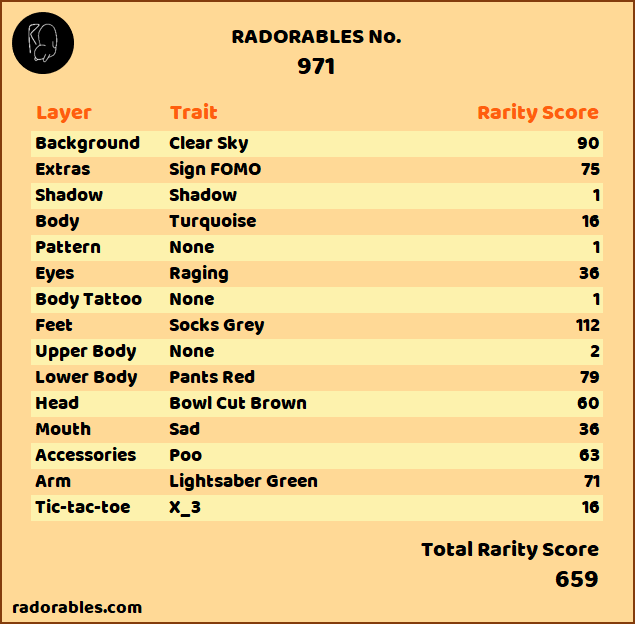 RADORABLES No.
971
Layer Trait Rarity Score
Background Clear Sky 90
Extras Sign FOMO 75
Shadow Shadow 1
Body Turquoise 16
Pattern None 1
Eyes Raging 36
Body Tattoo None 1
Feet Socks Grey 112
Upper Body None 2
Lower Body Pants Red 79
Head Bowl Cut Brown 60
Mouth Sad 36
Accessories Poo 63
Arm Lightsaber Green 71
Tic-tac-toe X_3 16
Total Rarity Score
659
radorables.com